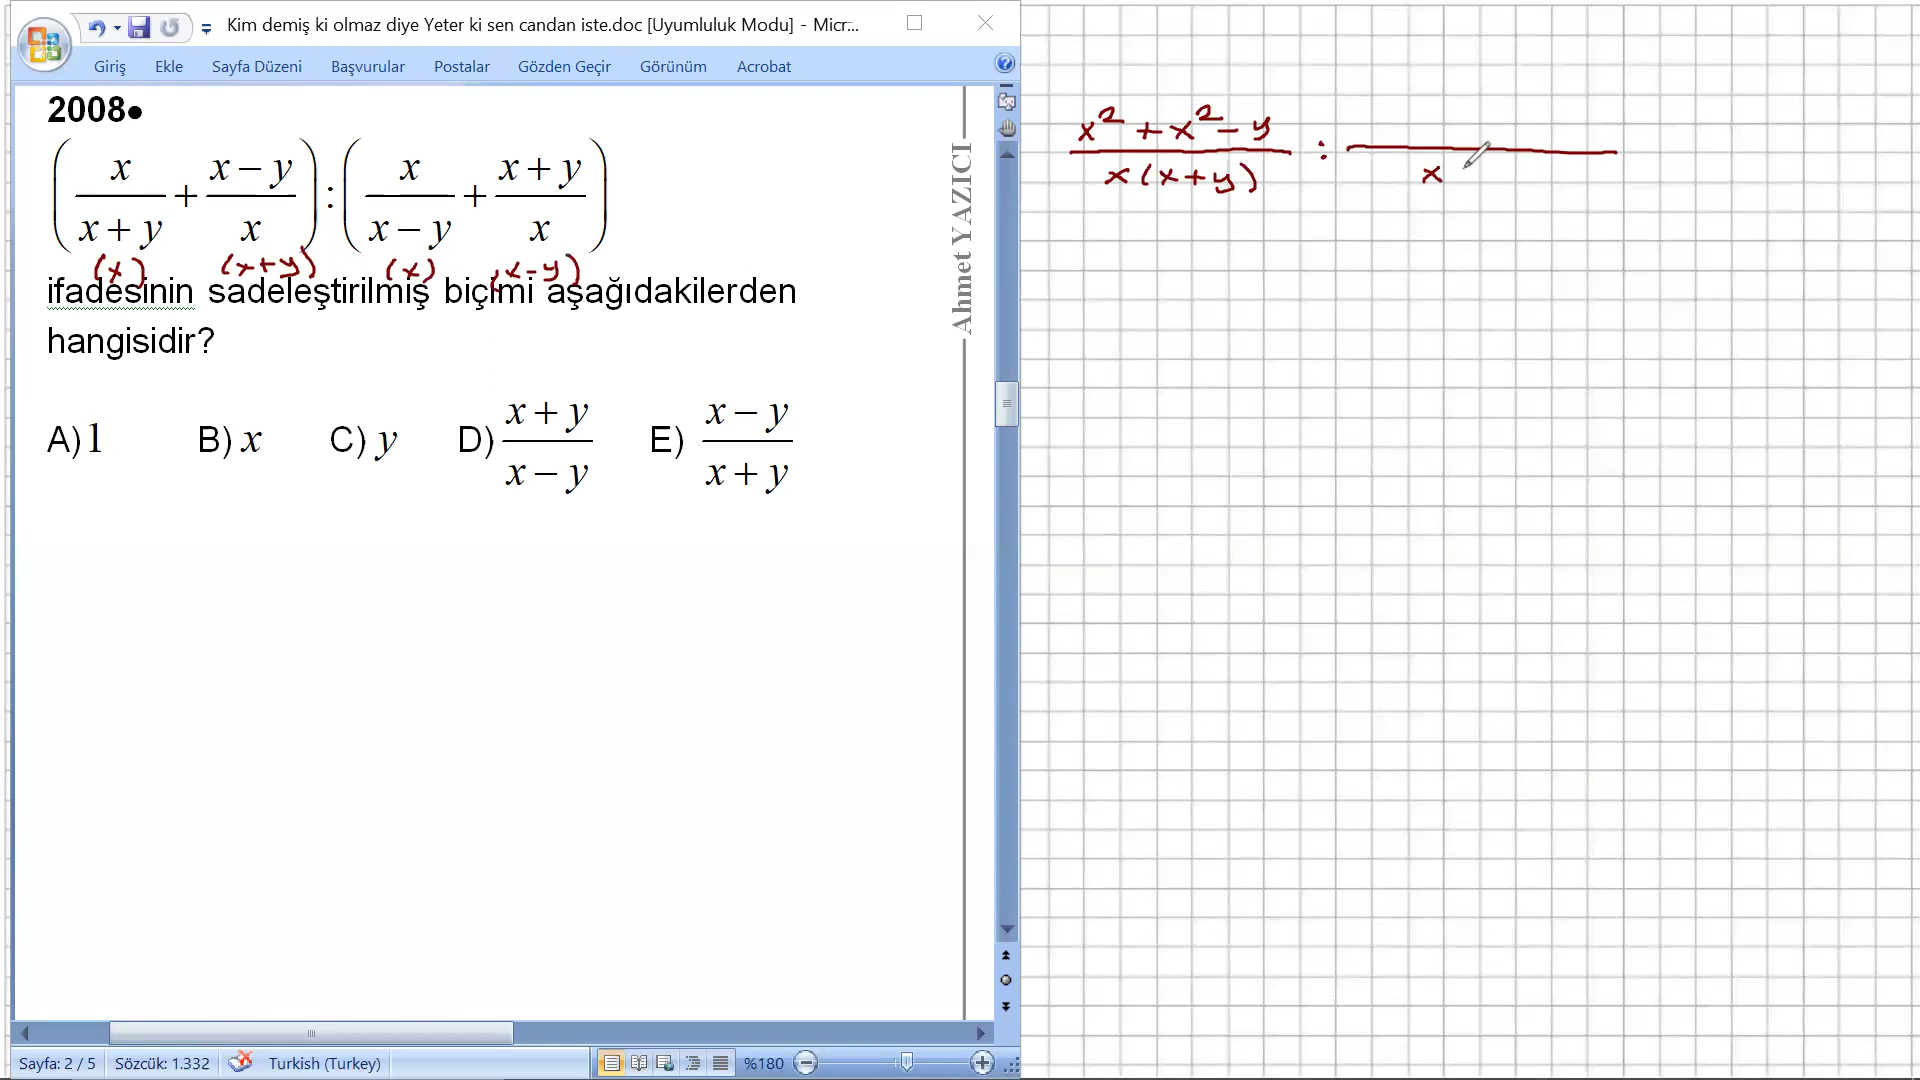 Kim demiş ki olmaz diye Yeter ki sen candan iste.doc [Uyumluluk Modu] - Micr...
Giriş Ekle Sayfa Düzeni Başvurular Postalar Gözden Geçir Görünüm Acrobat
2008•
(x/(x+y) + (x−y)/x) : (x/(x−y) + (x+y)/x)
(x) (x+y) (x) (x-y)
ifadesinin sadeleştirilmiş biçimi aşağıdakilerden
hangisidir?
A) 1 B) x C) y D) (x+y)/(x−y) E) (x−y)/(x+y)
Ahmet YAZICI
x² + x² - y
x(x+y) : x
Sayfa: 2 / 5 Sözcük: 1.332 Turkish (Turkey) %180